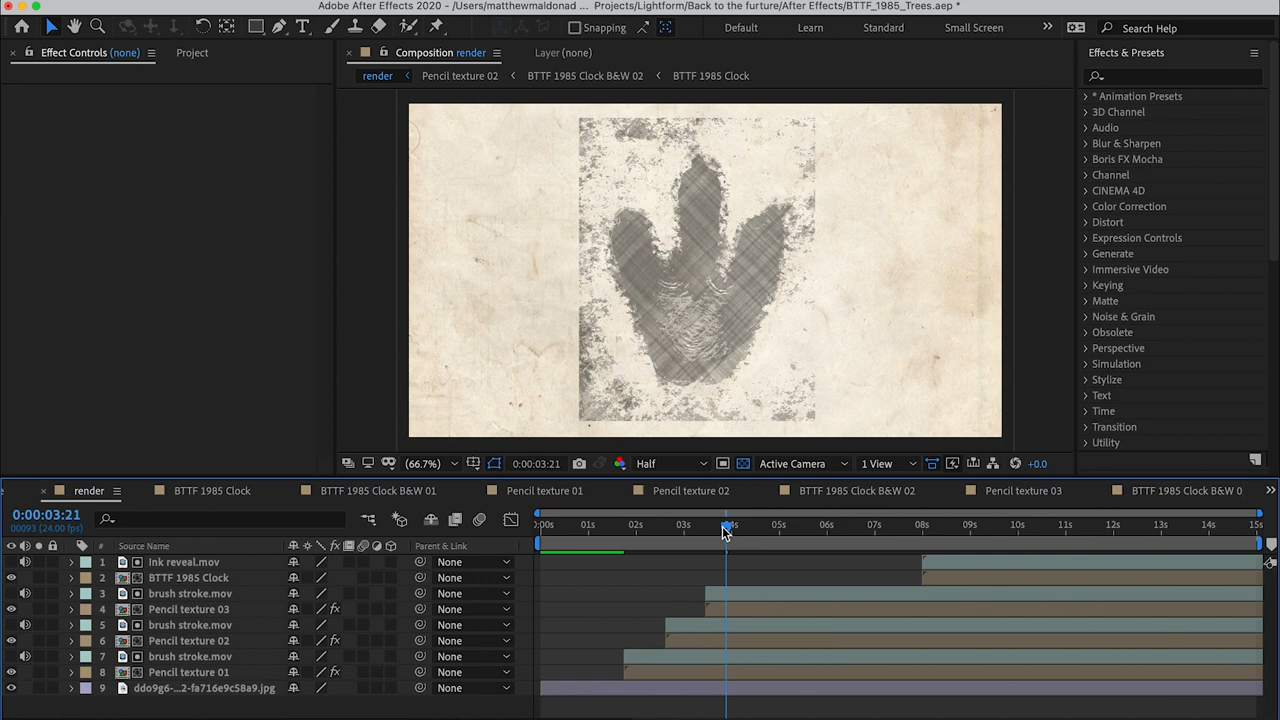 Adobe After Effects 2020 - /Users/matthewmaldonad ... Projects/Lightform/Back to the furture/After Effects/BTTF_1985_Trees.aep *
Snapping Default Learn Standard Small Screen » Search Help
× Effect Controls (none) Project
× Composition render Layer (none)
Effects & Presets
render Pencil texture 02 BTTF 1985 Clock B&W 02 BTTF 1985 Clock
* Animation Presets
3D Channel
Audio
Blur & Sharpen
Boris FX Mocha
Channel
CINEMA 4D
Color Correction
Distort
Expression Controls
Generate
Immersive Video
Keying
Matte
Noise & Grain
Obsolete
Perspective
Simulation
Stylize
Text
Time
Transition
Utility
(66.7%) 0:00:03:21 Half Active Camera 1 View +0.0
× render BTTF 1985 Clock BTTF 1985 Clock B&W 01 Pencil texture 01 Pencil texture 02 BTTF 1985 Clock B&W 02 Pencil texture 03 BTTF 1985 Clock B&W 0 »
0:00:03:21
00093 (24.00 fps)
:00s 01s 02s 03s 4s 05s 06s 07s 08s 09s 10s 11s 12s 13s 14s 15s
# Source Name fx Parent & Link
1 Ink reveal.mov None
2 BTTF 1985 Clock None
3 brush stroke.mov None
4 Pencil texture 03 fx None
5 brush stroke.mov None
6 Pencil texture 02 fx None
7 brush stroke.mov None
8 Pencil texture 01 fx None
9 ddo9g6-...2-fa716e9c58a9.jpg None